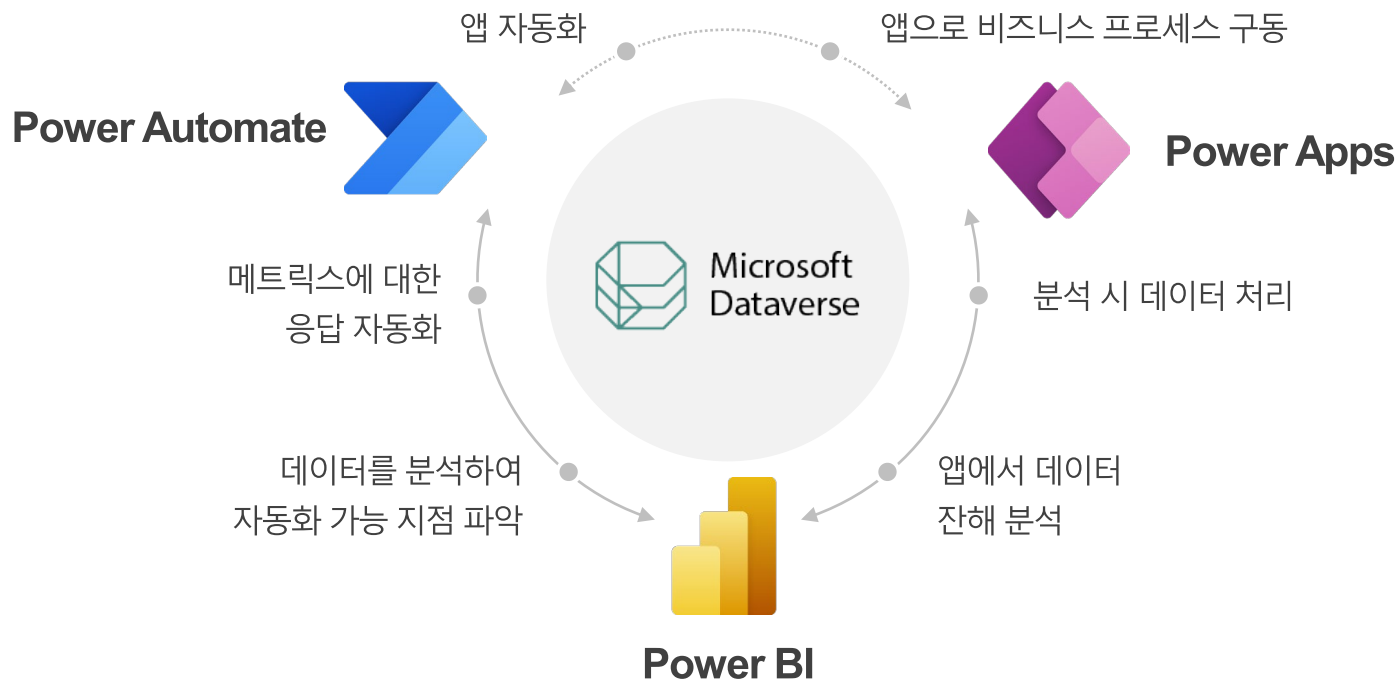 앱 자동화
앱으로 비즈니스 프로세스 구동
Power Automate
Power Apps
Microsoft
Dataverse
메트릭스에 대한
응답 자동화
분석 시 데이터 처리
데이터를 분석하여
자동화 가능 지점 파악
앱에서 데이터
잔해 분석
Power BI